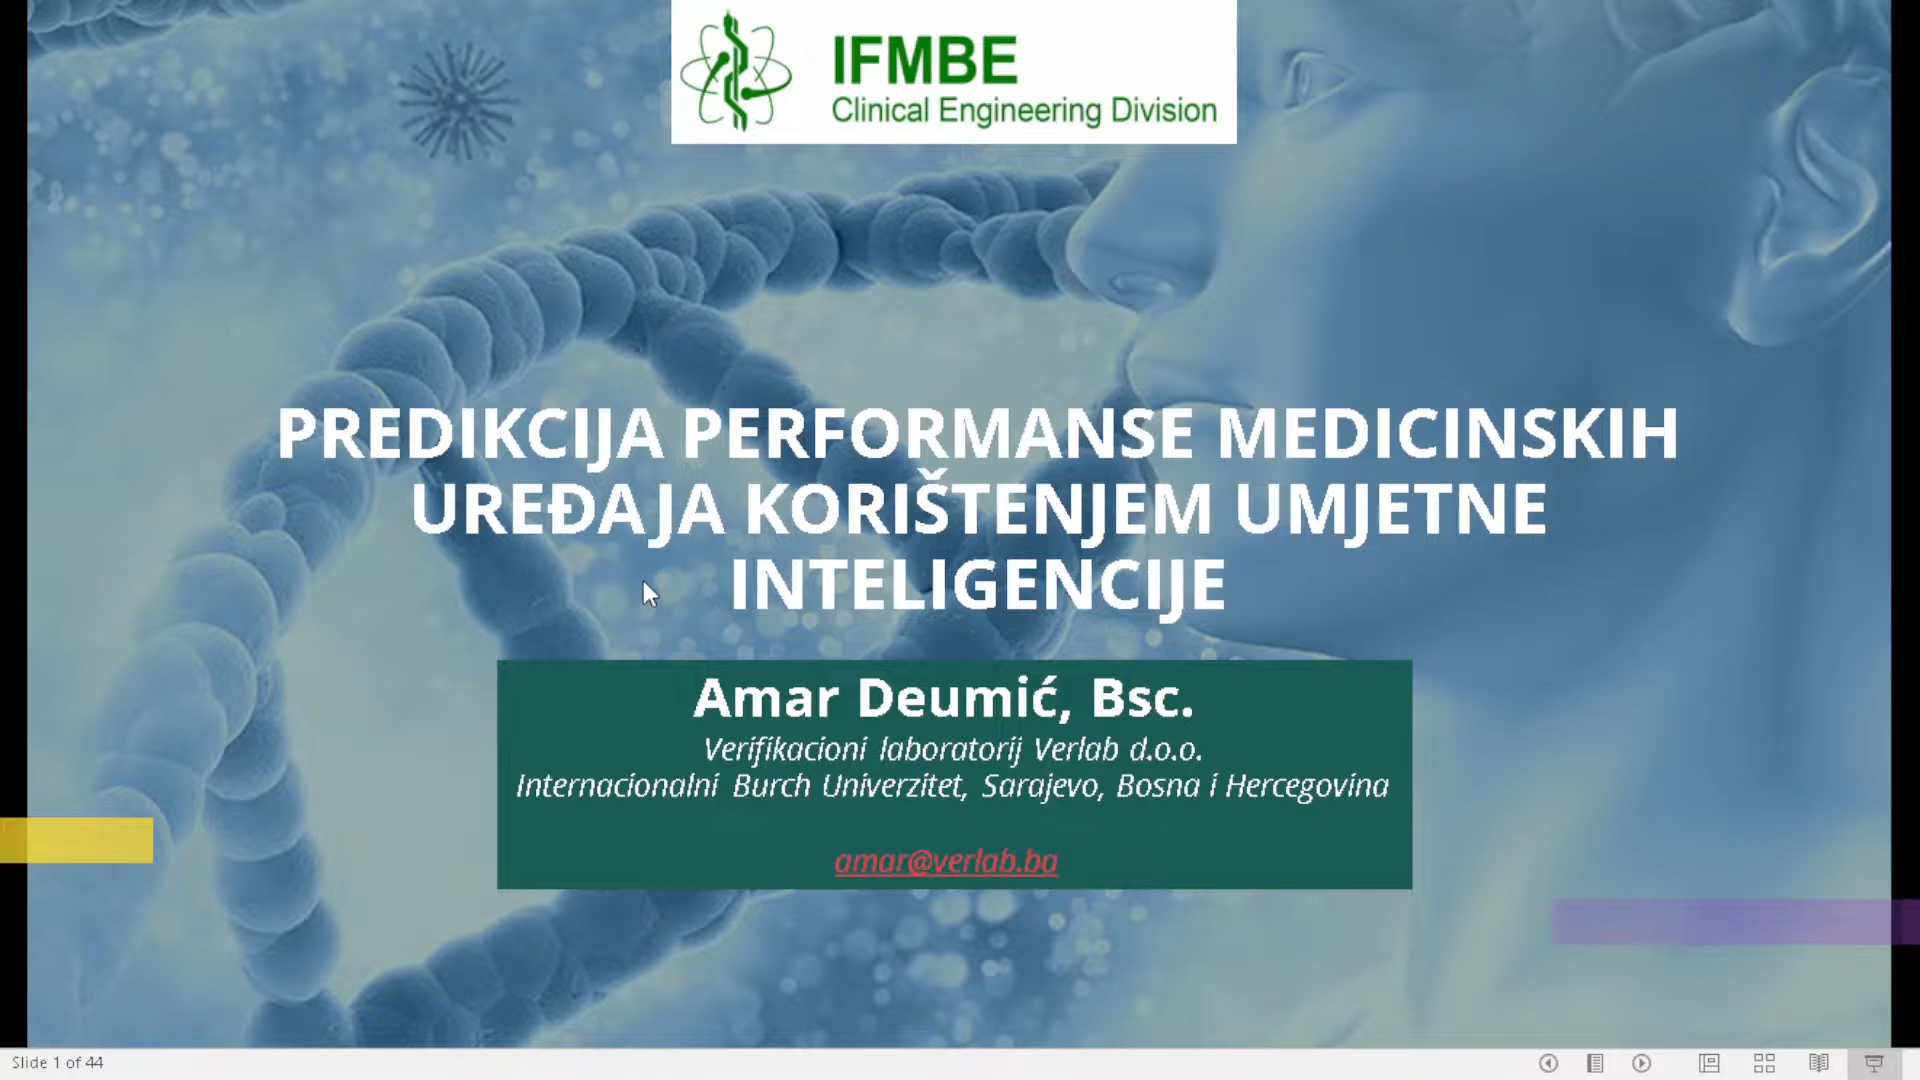 IFMBE
Clinical Engineering Division
PREDIKCIJA PERFORMANSE MEDICINSKIH
UREĐAJA KORIŠTENJEM UMJETNE
INTELIGENCIJE
Amar Deumić, Bsc.
Verifikacioni laboratorij Verlab d.o.o.
Internacionalni Burch Univerzitet, Sarajevo, Bosna i Hercegovina
amar@verlab.ba
Slide 1 of 44